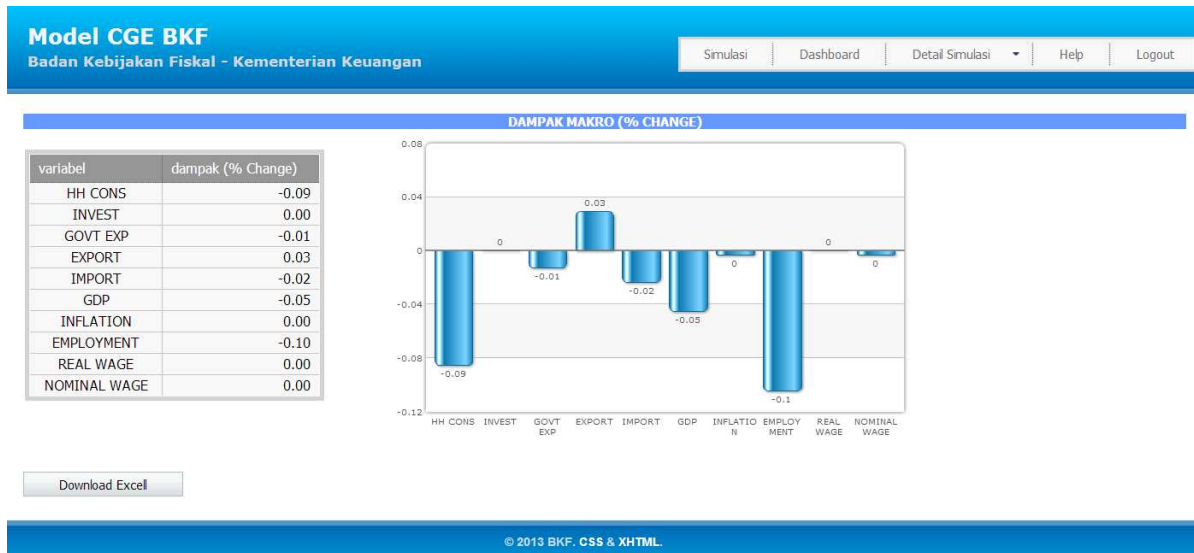 Model CGE BKF
Badan Kebijakan Fiskal - Kementerian Keuangan
Simulasi Dashboard Detail Simulasi Help Logout
DAMPAK MAKRO (% CHANGE)
variabel dampak (% Change)
HH CONS -0.09
INVEST 0.00
GOVT EXP -0.01
EXPORT 0.03
IMPORT -0.02
GDP -0.05
INFLATION 0.00
EMPLOYMENT -0.10
REAL WAGE 0.00
NOMINAL WAGE 0.00
0.08
0.04
0
-0.04
-0.08
-0.12
-0.09
0
-0.01
0.03
-0.02
-0.05
0
-0.1
0
0
HH CONS INVEST GOVT EXPORT IMPORT GDP INFLATIO EMPLOY REAL NOMINAL
EXP N MENT WAGE WAGE
Download Excell
© 2013 BKF. CSS & XHTML.